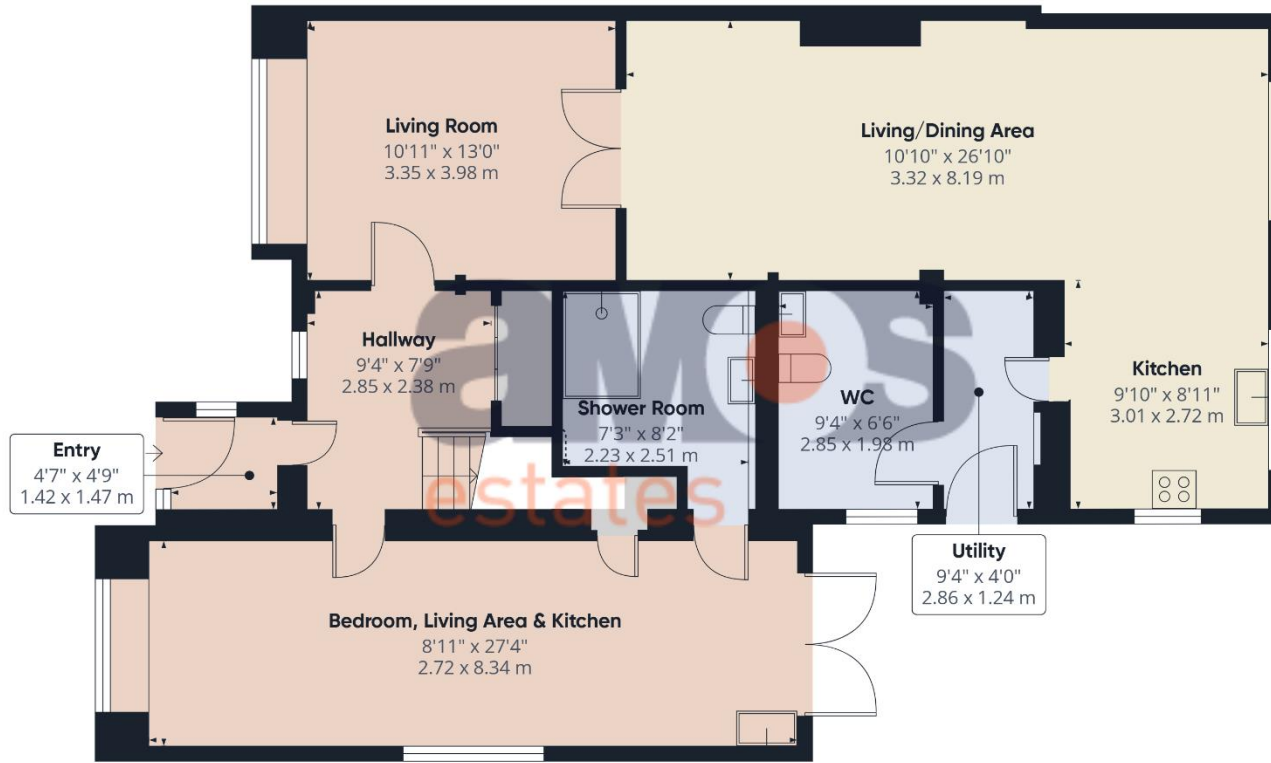 Living Room
10'11" x 13'0"
3.35 x 3.98 m
Living/Dining Area
10'10" x 26'10"
3.32 x 8.19 m
Hallway
9'4" x 7'9"
2.85 x 2.38 m
Shower Room
7'3" x 8'2"
2.23 x 2.51 m
WC
9'4" x 6'6"
2.85 x 1.98 m
Kitchen
9'10" x 8'11"
3.01 x 2.72 m
Entry
4'7" x 4'9"
1.42 x 1.47 m
Utility
9'4" x 4'0"
2.86 x 1.24 m
Bedroom, Living Area & Kitchen
8'11" x 27'4"
2.72 x 8.34 m
aMos
estates